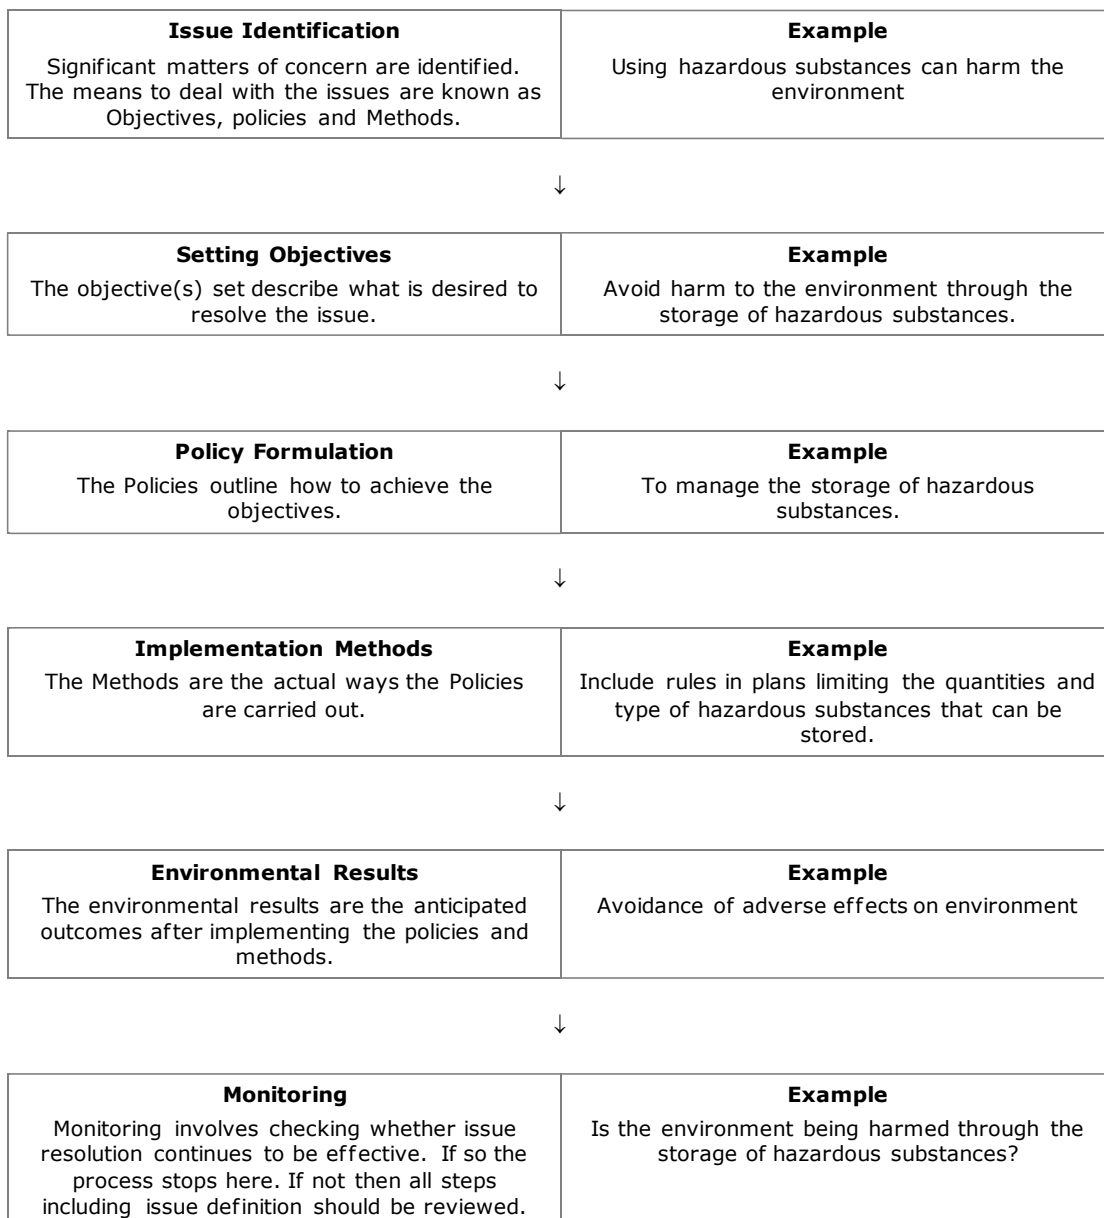 Issue Identification
Significant matters of concern are identified.
The means to deal with the issues are known as
Objectives, policies and Methods.
Example
Using hazardous substances can harm the
environment
↓
Setting Objectives
The objective(s) set describe what is desired to
resolve the issue.
Example
Avoid harm to the environment through the
storage of hazardous substances.
↓
Policy Formulation
The Policies outline how to achieve the
objectives.
Example
To manage the storage of hazardous
substances.
↓
Implementation Methods
The Methods are the actual ways the Policies
are carried out.
Example
Include rules in plans limiting the quantities and
type of hazardous substances that can be
stored.
↓
Environmental Results
The environmental results are the anticipated
outcomes after implementing the policies and
methods.
Example
Avoidance of adverse effects on environment
↓
Monitoring
Monitoring involves checking whether issue
resolution continues to be effective. If so the
process stops here. If not then all steps
including issue definition should be reviewed.
Example
Is the environment being harmed through the
storage of hazardous substances?